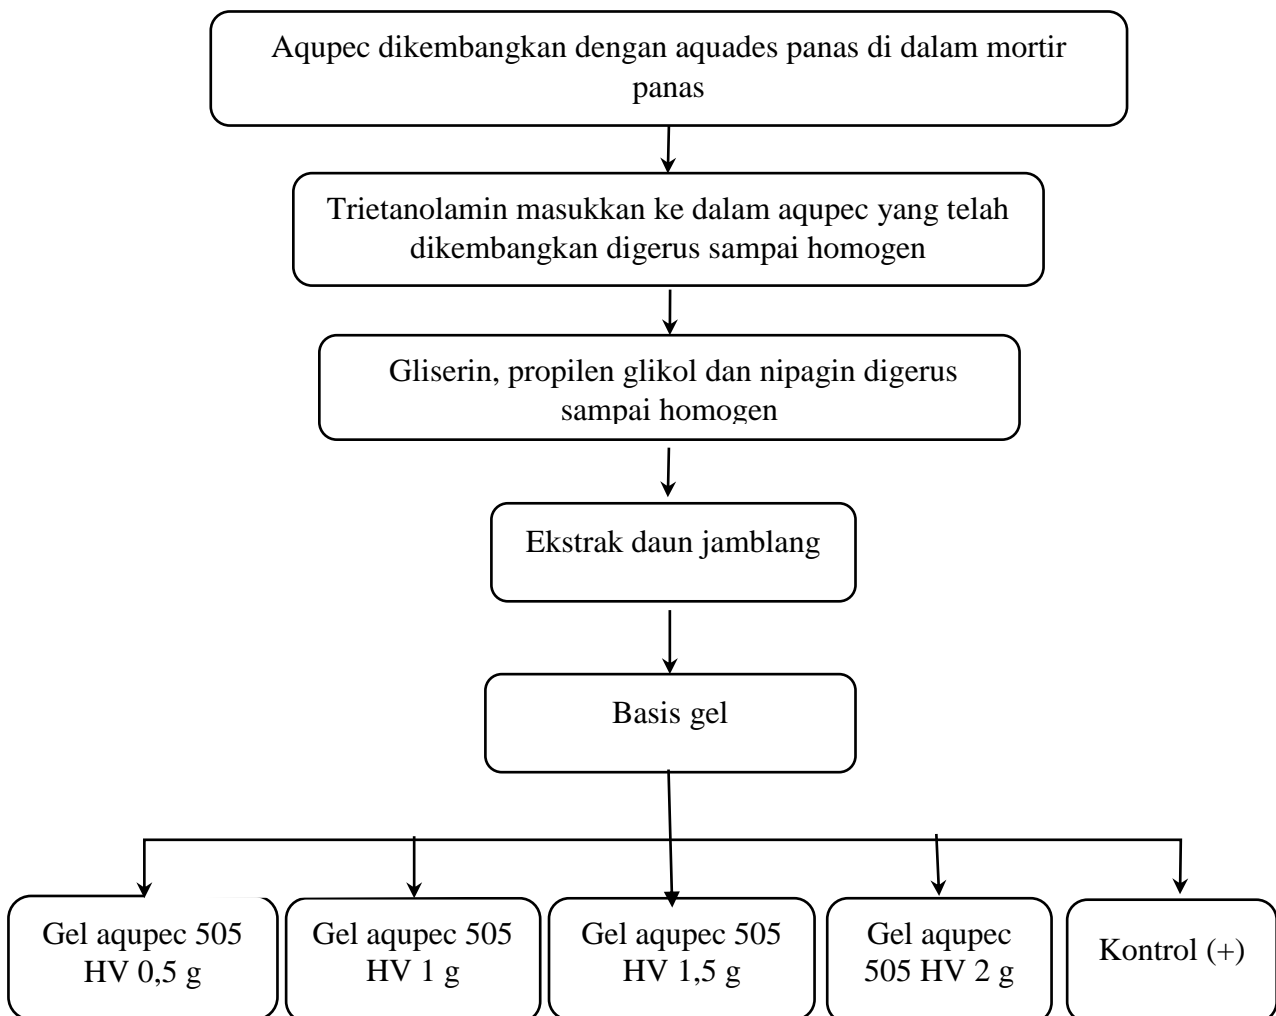 Aqupec dikembangkan dengan aquades panas di dalam mortir
panas
Trietanolamin masukkan ke dalam aqupec yang telah
dikembangkan digerus sampai homogen
Gliserin, propilen glikol dan nipagin digerus
sampai homogen
Ekstrak daun jamblang
Basis gel
Gel aqupec 505
HV 0,5 g
Gel aqupec 505
HV 1 g
Gel aqupec 505
HV 1,5 g
Gel aqupec
505 HV 2 g
Kontrol (+)